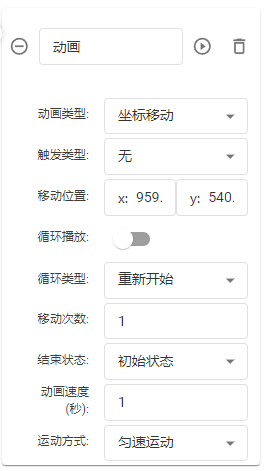 动画
动画类型: 坐标移动
触发类型: 无
移动位置: x: 959. y: 540.
循环播放:
循环类型: 重新开始
移动次数: 1
结束状态: 初始状态
动画速度
(秒): 1
运动方式: 匀速运动